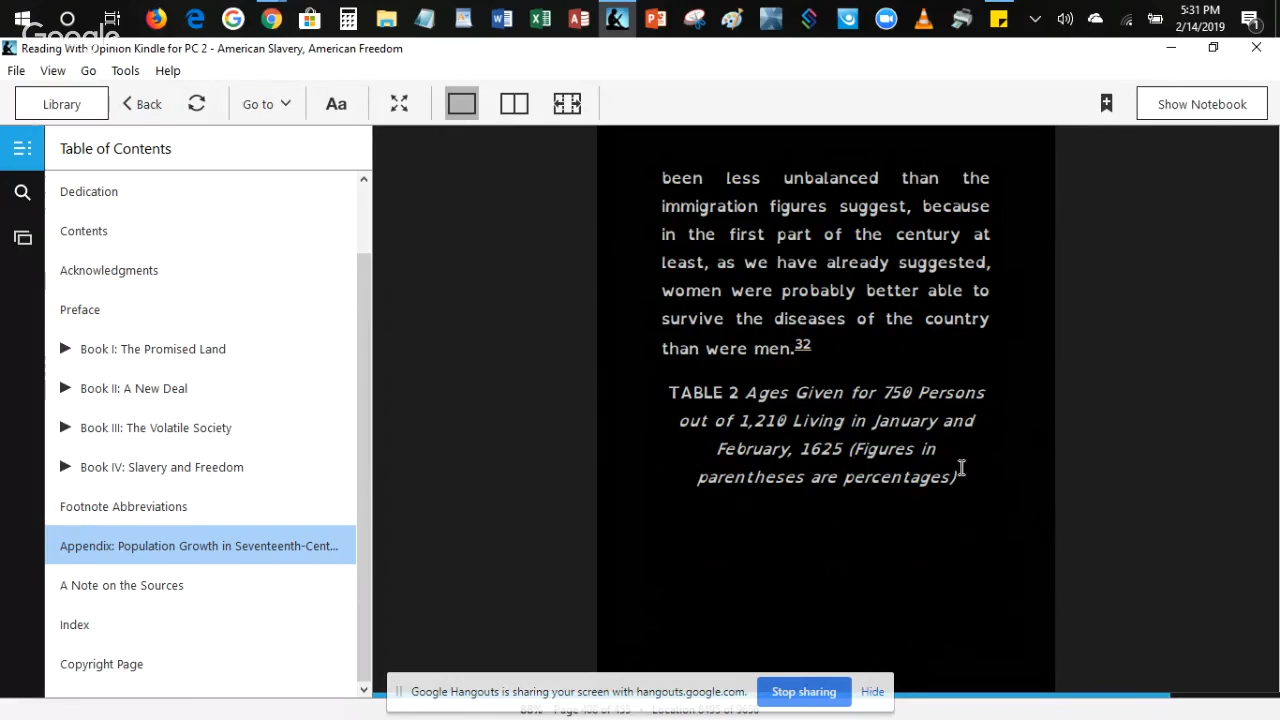 5:31 PM
2/14/2019
Google
Reading With Opinion Kindle for PC 2 - American Slavery, American Freedom
File View Go Tools Help
Library Back Go to Aa Show Notebook
Table of Contents
Dedication
Contents
Acknowledgments
Preface
Book I: The Promised Land
Book II: A New Deal
Book III: The Volatile Society
Book IV: Slavery and Freedom
Footnote Abbreviations
Appendix: Population Growth in Seventeenth-Cent...
A Note on the Sources
Index
Copyright Page
been less unbalanced than the
immigration figures suggest, because
in the first part of the century at
least, as we have already suggested,
women were probably better able to
survive the diseases of the country
than were men.32
TABLE 2 Ages Given for 750 Persons
out of 1,210 Living in January and
February, 1625 (Figures in
parentheses are percentages)
Google Hangouts is sharing your screen with hangouts.google.com. Stop sharing Hide